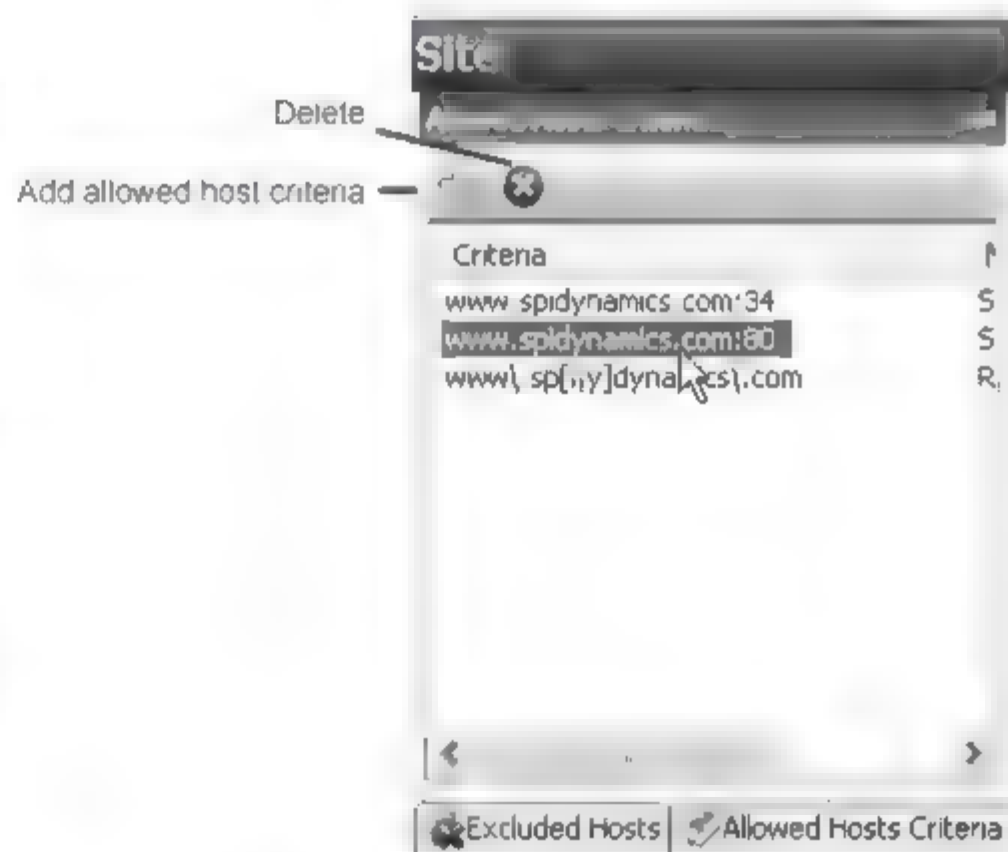 Site
Delete
Add allowed host criteria
Criteria
www.spidynamics.com:34
S
www.spidynamics.com:80
S
R
Excluded Hosts
Allowed Hosts Criteria